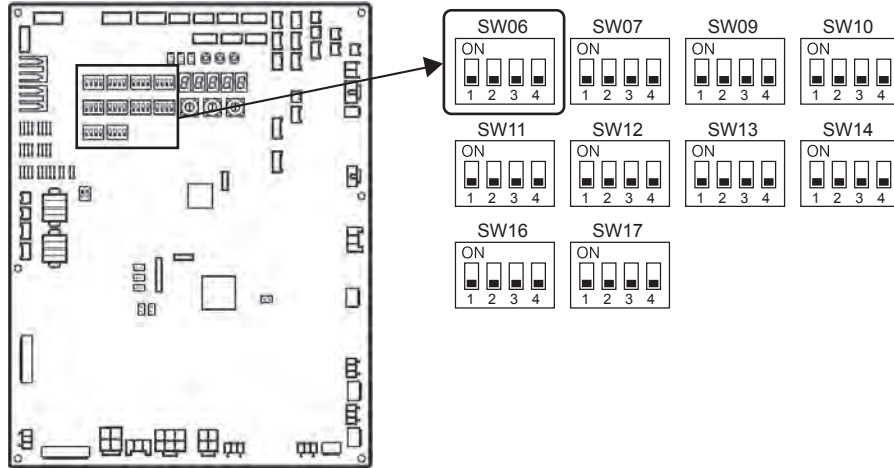 SW06 SW07 SW09 SW10
ON ON ON ON
1 2 3 4 1 2 3 4 1 2 3 4 1 2 3 4
SW11 SW12 SW13 SW14
ON ON ON ON
1 2 3 4 1 2 3 4 1 2 3 4 1 2 3 4
SW16 SW17
ON ON
1 2 3 4 1 2 3 4